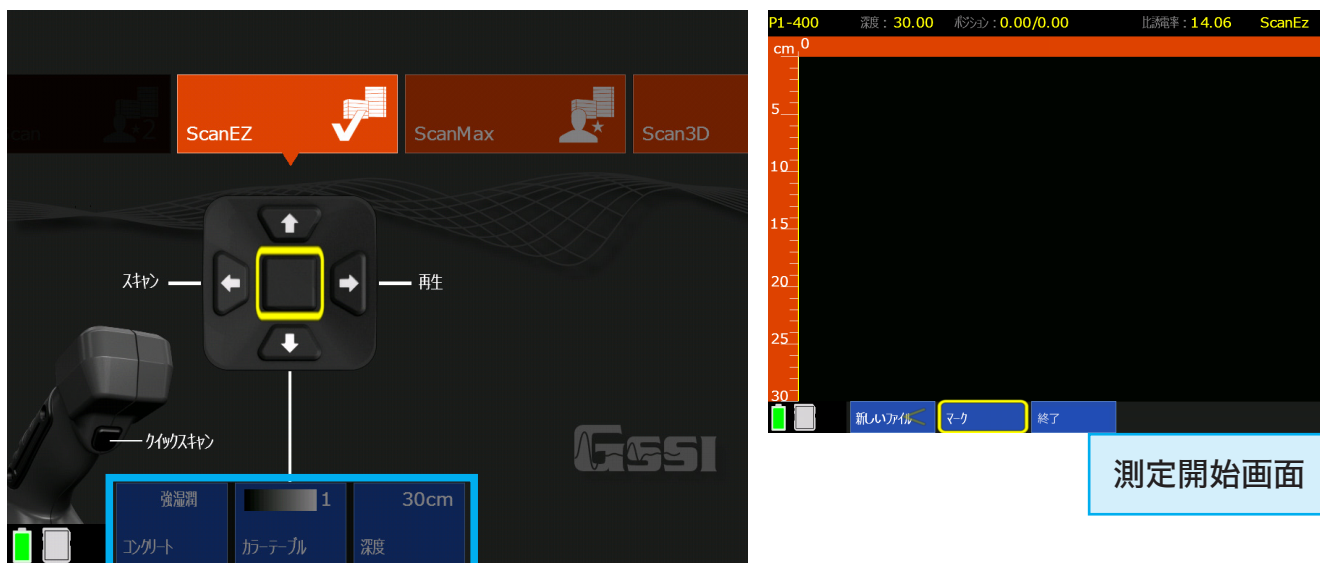 ScanEZ
ScanMax
Scan3D
スキャン
再生
クイックスキャン
GSSI
強湿潤
コンクリート
1
カラーテーブル
30cm
深度
P1-400 深度：30.00 ポジション：0.00/0.00 比誘電率：14.06 ScanEz
cm 0
5
10
15
20
25
30
新しいファイル マーク 終了
測定開始画面